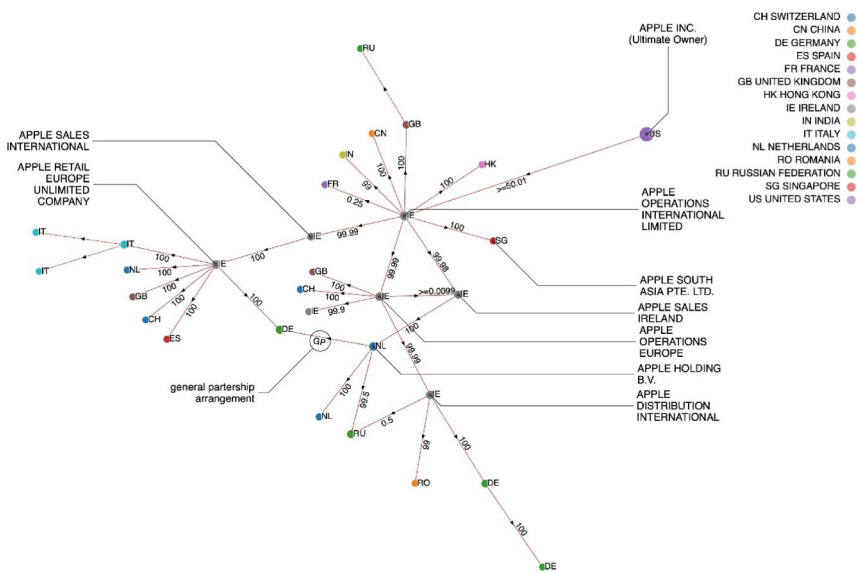 APPLE INC.
(Ultimate Owner)
CH SWITZERLAND
CN CHINA
DE GERMANY
ES SPAIN
FR FRANCE
GB UNITED KINGDOM
HK HONG KONG
IE IRELAND
IN INDIA
IT ITALY
NL NETHERLANDS
RO ROMANIA
RU RUSSIAN FEDERATION
SG SINGAPORE
US UNITED STATES
RU
GB
CN
IN
HK
US
FR
100
100
99
0.25
100
>=50.01
APPLE SALES
INTERNATIONAL
APPLE RETAIL
EUROPE
UNLIMITED
COMPANY
IE
APPLE
OPERATIONS
INTERNATIONAL
LIMITED
IE
99.99
100
SG
APPLE SOUTH
ASIA PTE. LTD.
IT
IT
IT
100
IE
100
NL
100
GB
100
CH
100
ES
100
100
DE
99.99
99.98
GB
100
CH
100
IE
99.9
IE
>=0.0099
IE
APPLE SALES
IRELAND
APPLE
OPERATIONS
EUROPE
100
99.99
GP
NL
general partership
arrangement
APPLE HOLDING
B.V.
100
99.5
NL
RU
0.5
IE
APPLE
DISTRIBUTION
INTERNATIONAL
99
100
RO
DE
100
DE